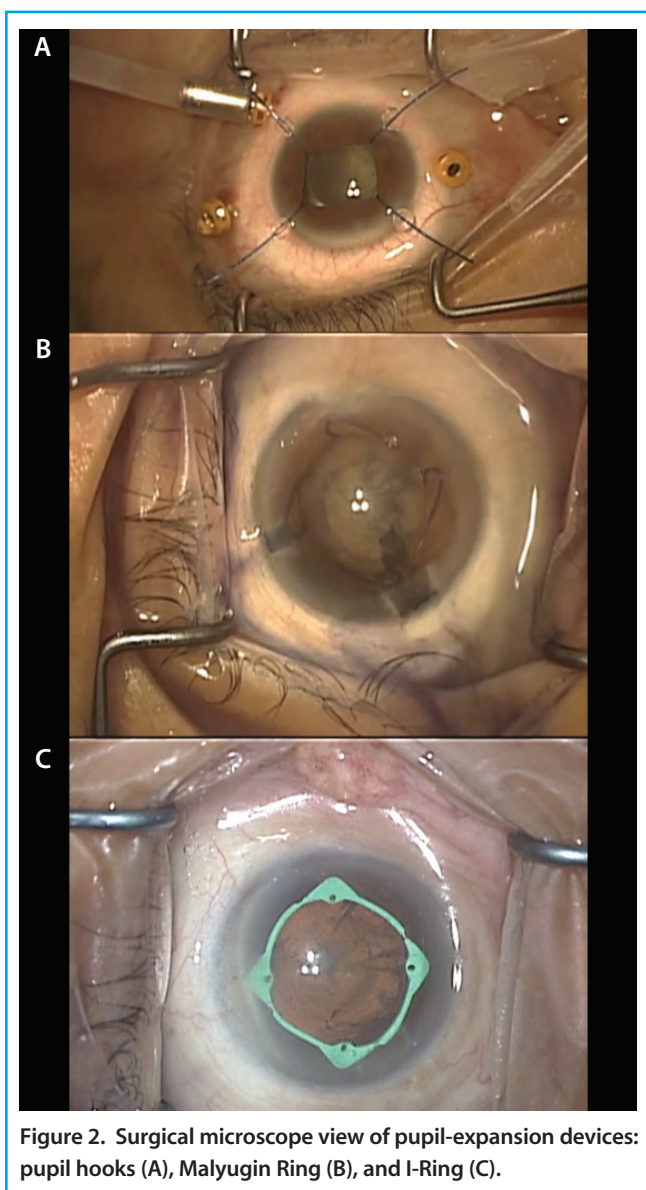 A
B
C
Figure 2. Surgical microscope view of pupil-expansion devices:
pupil hooks (A), Malyugin Ring (B), and I-Ring (C).